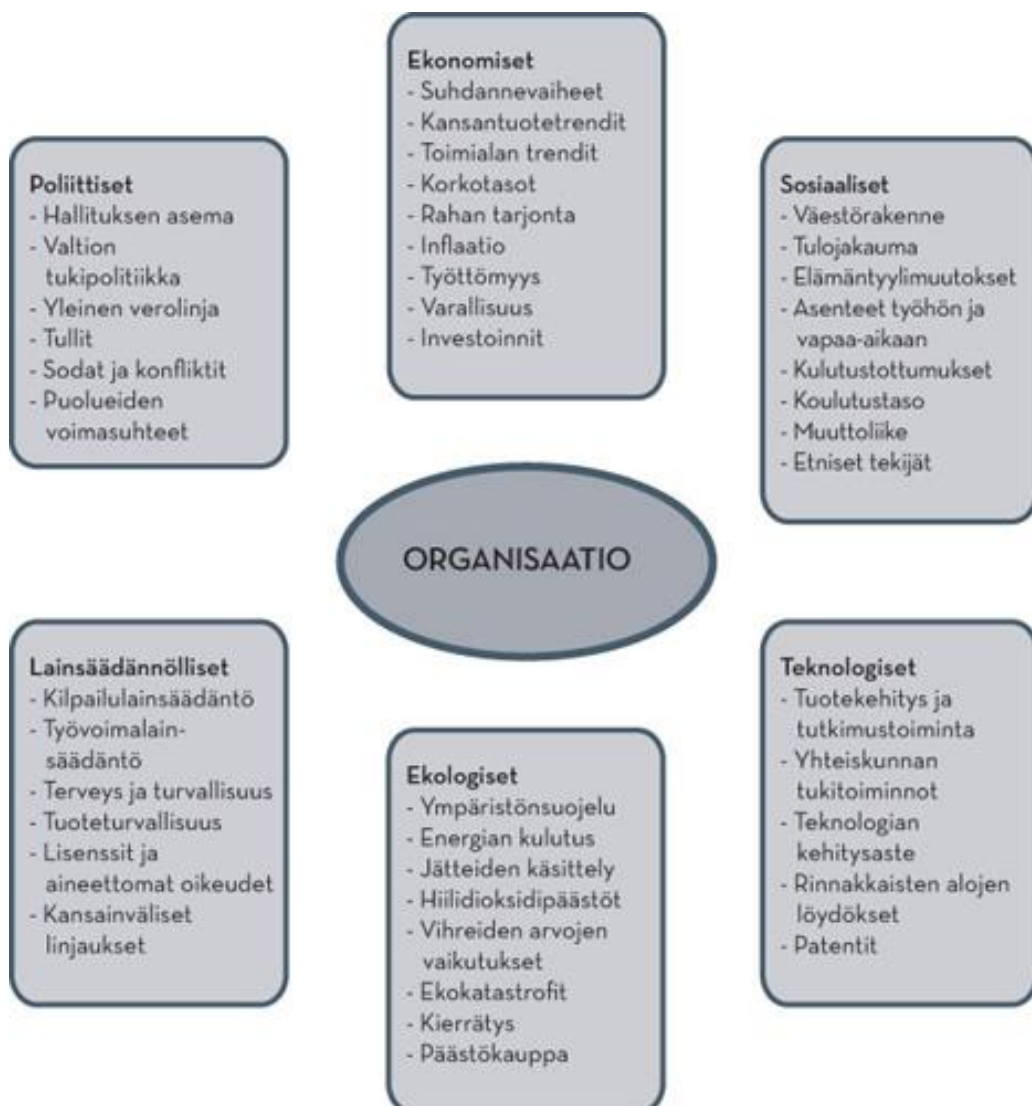 Ekonomiset
- Suhdannevaiheet
- Kansantuotetrendit
- Toimialan trendit
- Korkotasot
- Rahan tarjonta
- Inflaatio
- Työttömyys
- Varallisuus
- Investoinnit
Poliittiset
- Hallituksen asema
- Valtion
tukipolitiikka
- Yleinen verolinja
- Tullit
- Sodat ja konfliktit
- Puolueiden
voimasuhteet
Sosiaaliset
- Väestörakenne
- Tulojakauma
- Elämäntyylimuutokset
- Asenteet työhön ja
vapaa-aikaan
- Kulutustottumukset
- Koulutustaso
- Muuttoliike
- Etniset tekijät
ORGANISAATIO
Lainsäädännölliset
- Kilpailulainsäädäntö
- Työvoimalain-
säädäntö
- Terveys ja turvallisuus
- Tuoteturvallisuus
- Lisenssit ja
aineettomat oikeudet
- Kansainväliset
linjaukset
Ekologiset
- Ympäristönsuojelu
- Energian kulutus
- Jätteiden käsittely
- Hiilidioksidipäästöt
- Vihreiden arvojen
vaikutukset
- Ekokatastrofit
- Kierrätys
- Päästökauppa
Teknologiset
- Tuotekehitys ja
tutkimustoiminta
- Yhteiskunnan
tukitoiminnot
- Teknologian
kehitysaste
- Rinnakkaisten alojen
löydökset
- Patentit